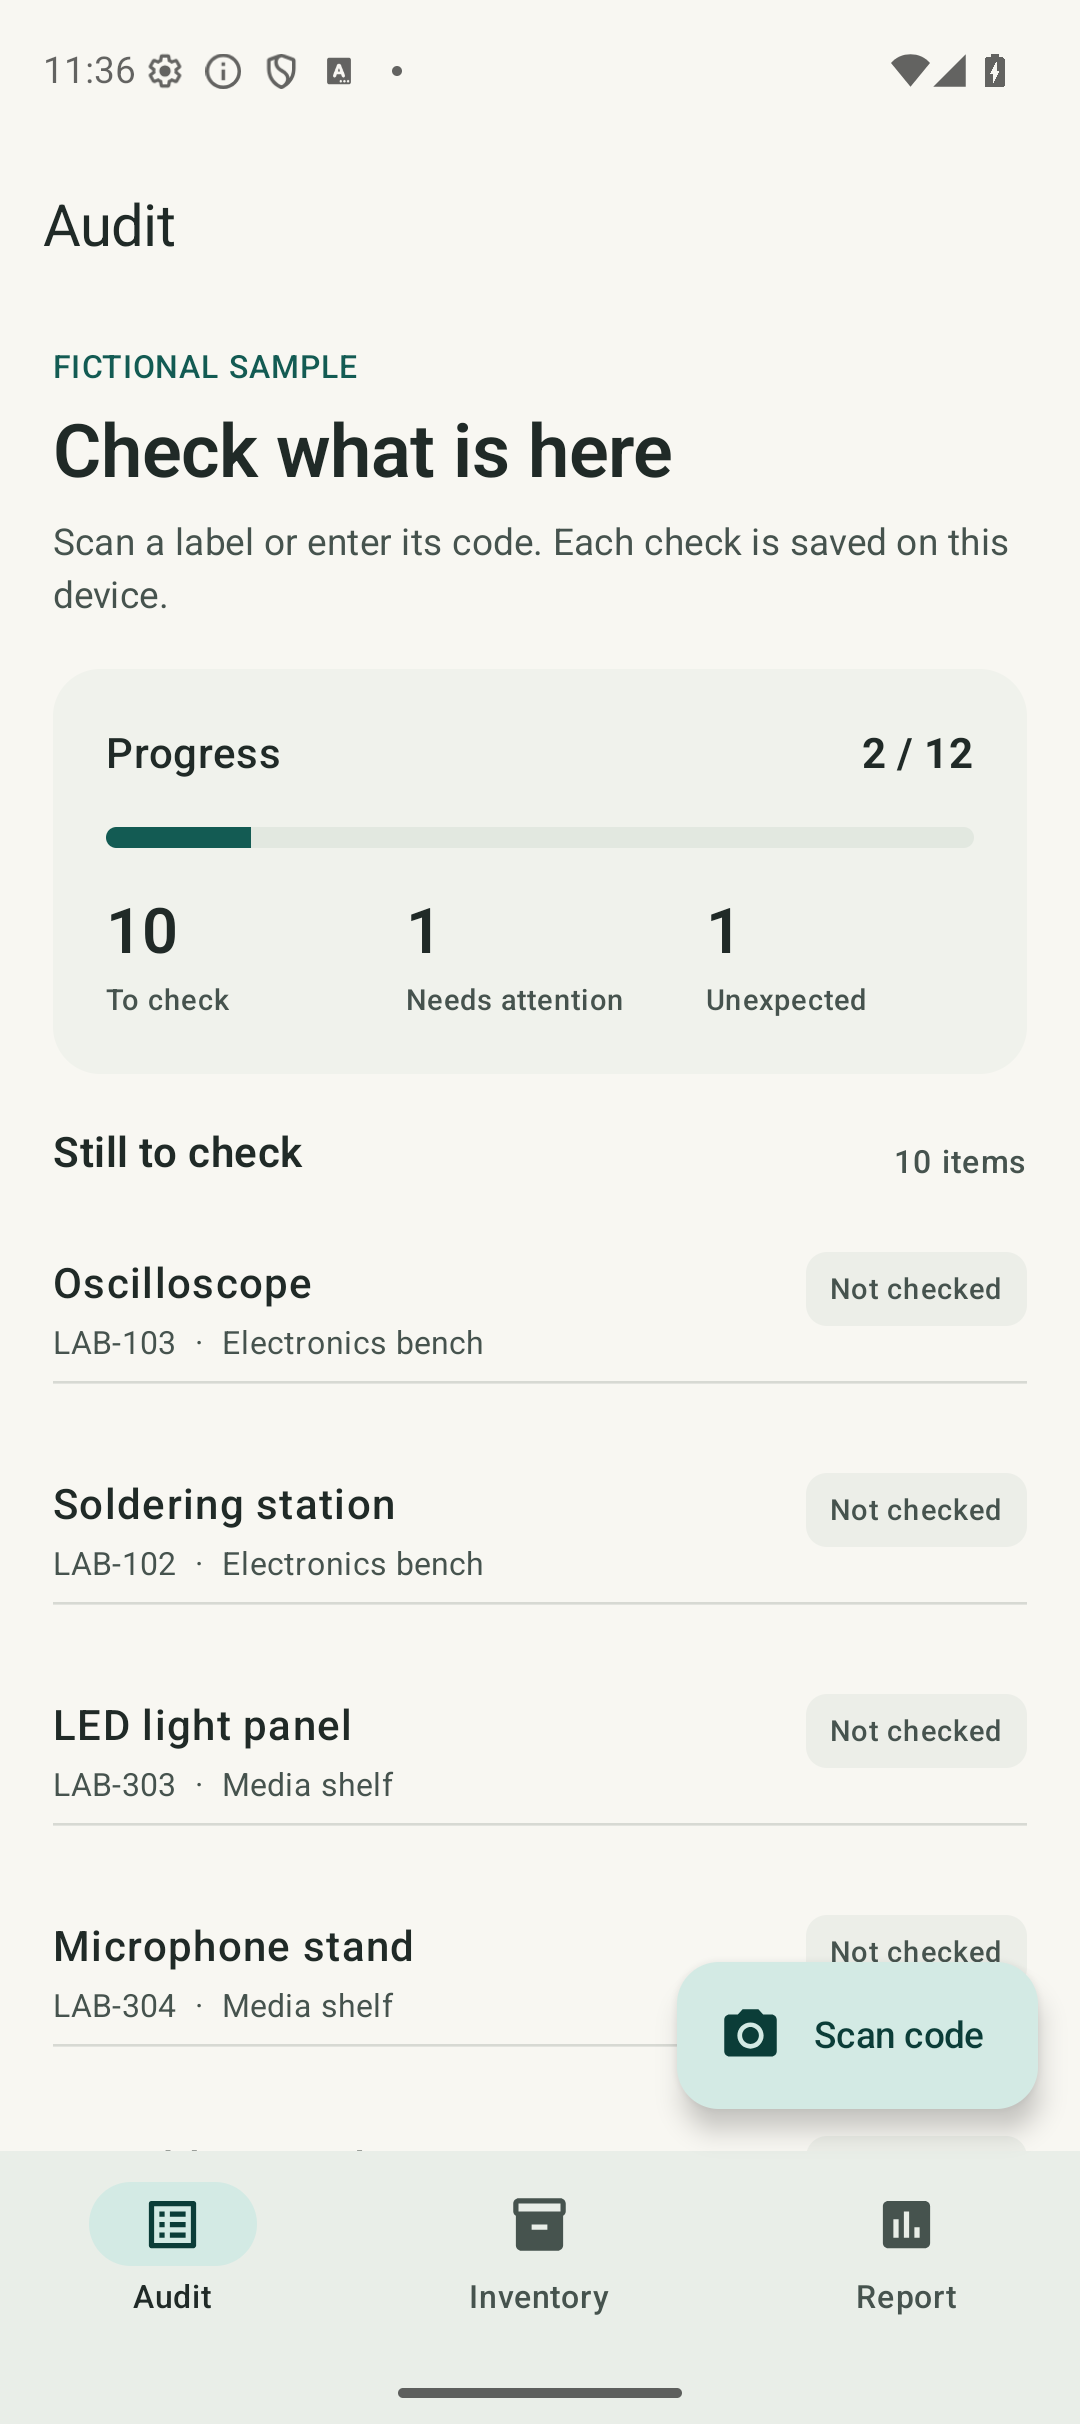 11:36
Audit
FICTIONAL SAMPLE
Check what is here
Scan a label or enter its code. Each check is saved on this
device.
Progress 2 / 12
10 1 1
To check Needs attention Unexpected
Still to check 10 items
Oscilloscope Not checked
LAB-103 · Electronics bench
Soldering station Not checked
LAB-102 · Electronics bench
LED light panel Not checked
LAB-303 · Media shelf
Microphone stand Not checked
LAB-304 · Media shelf
Scan code
Audit Inventory Report